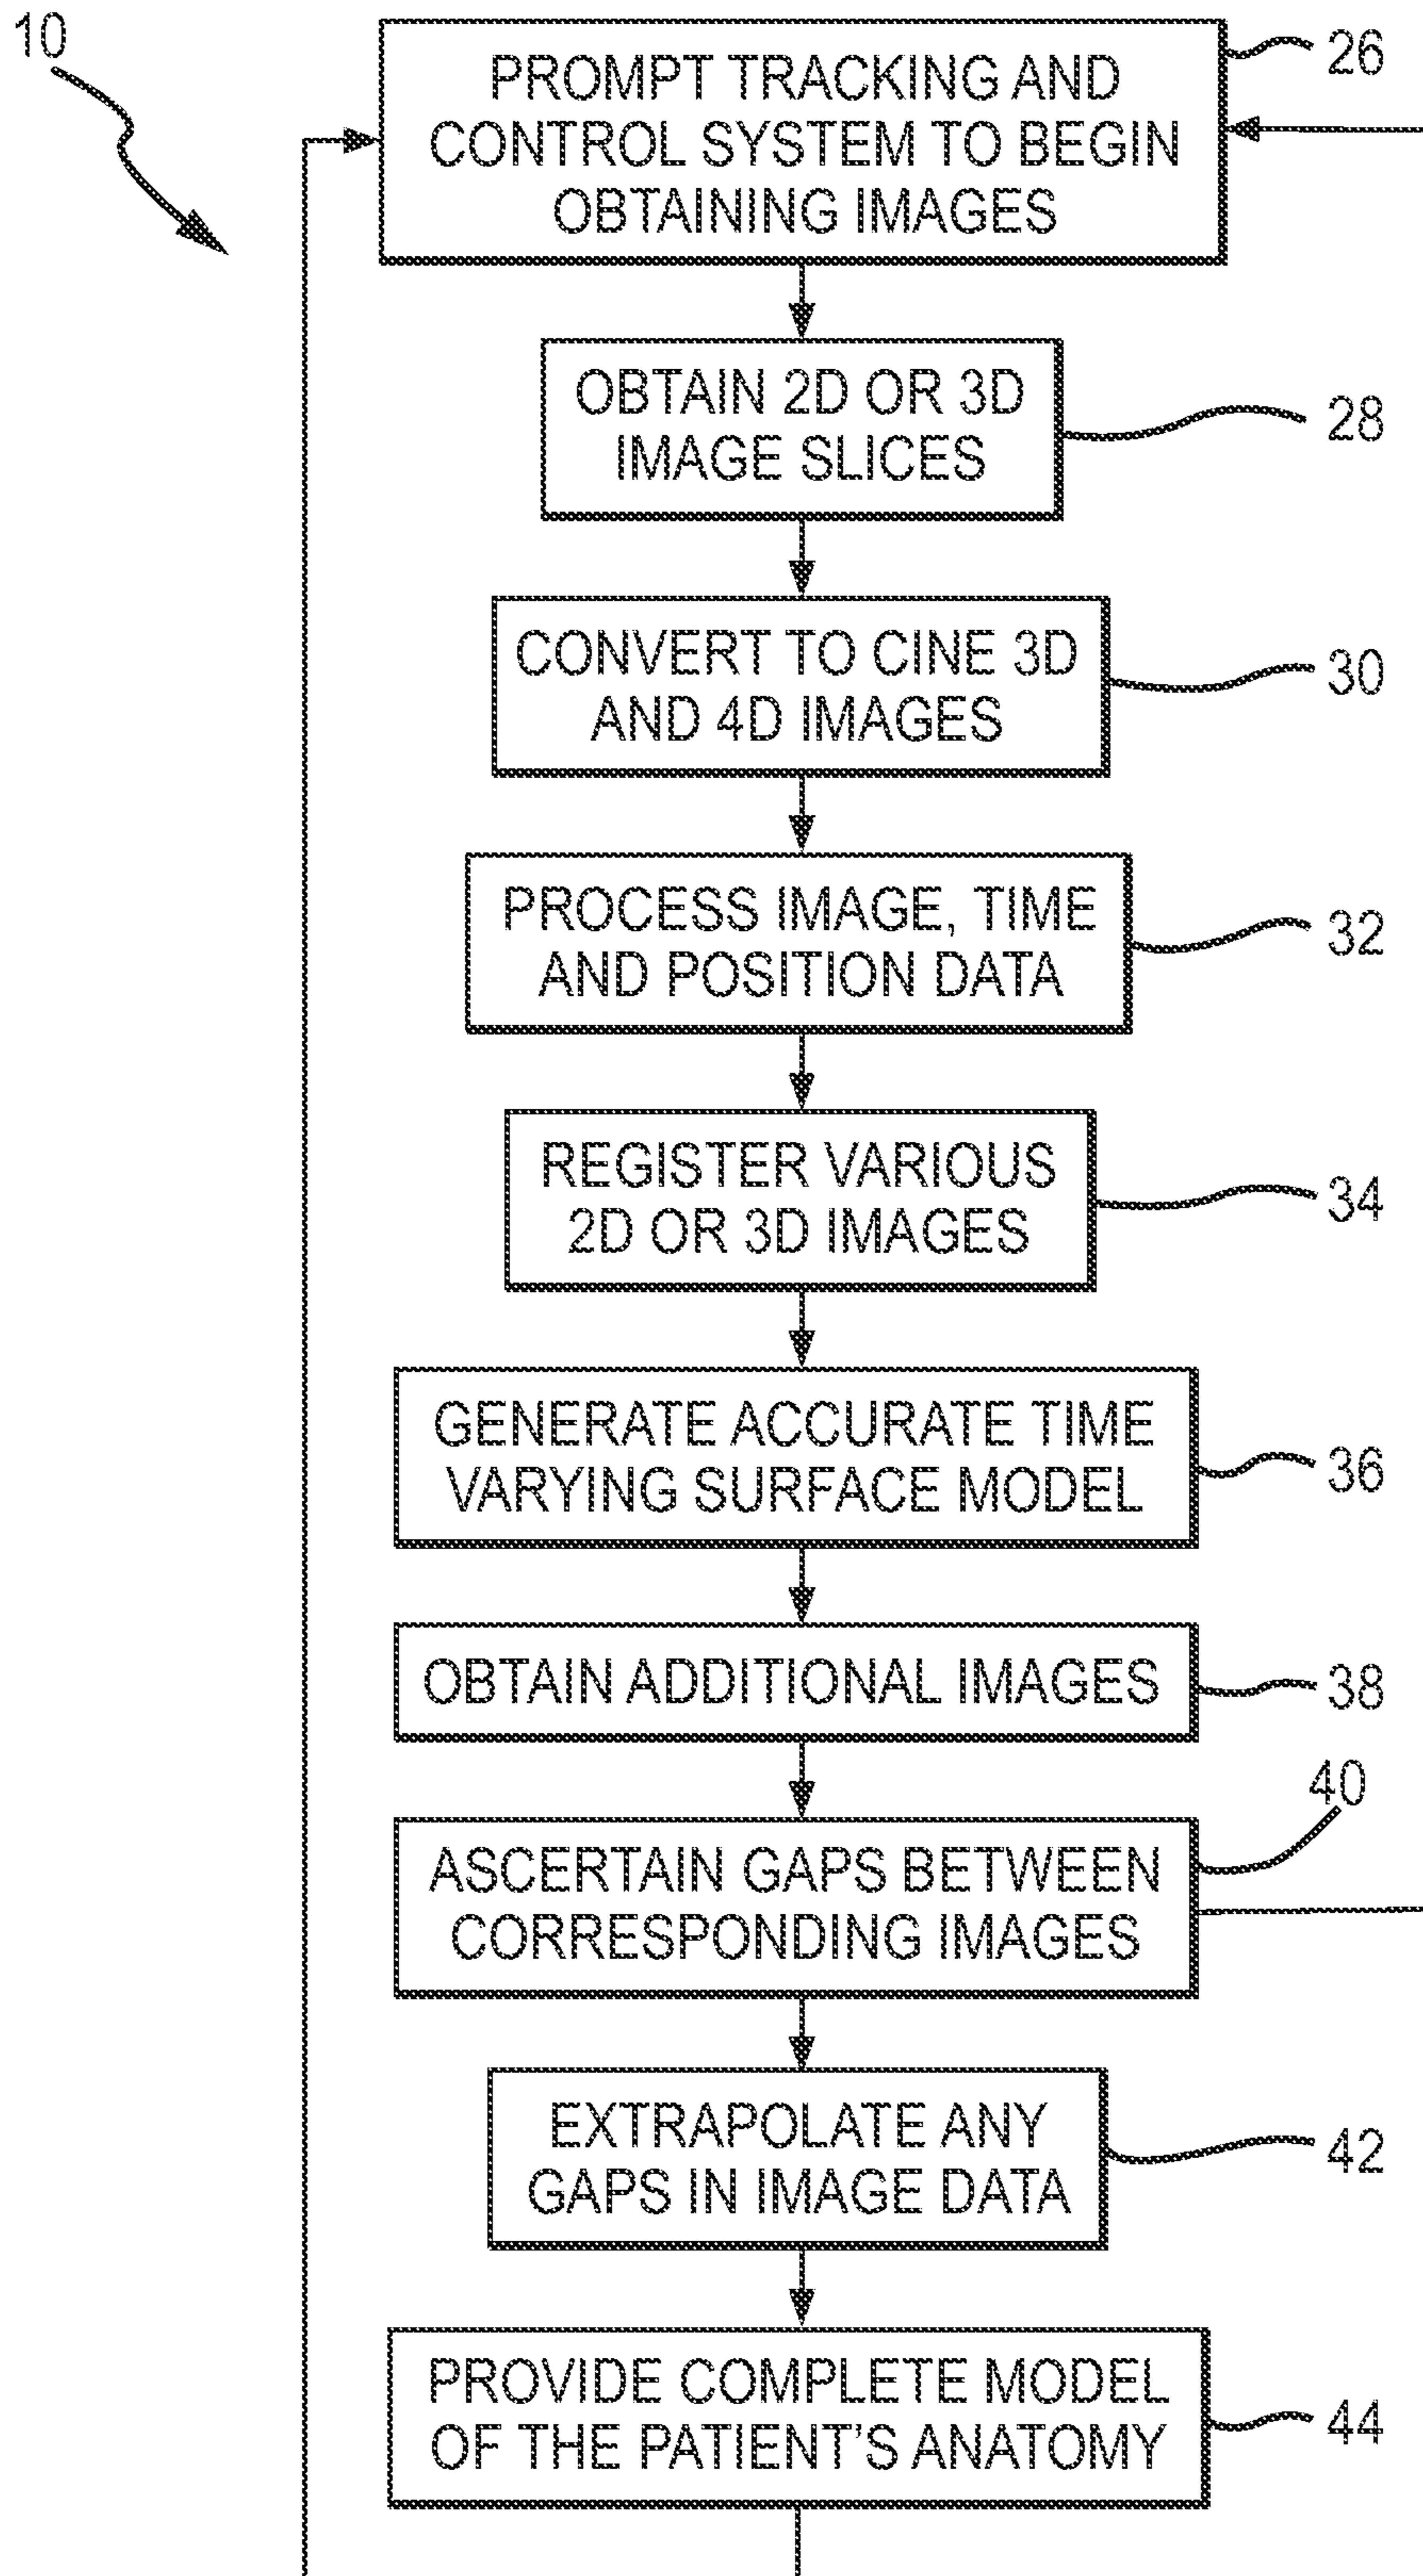 10
PROMPT TRACKING AND
CONTROL SYSTEM TO BEGIN
OBTAINING IMAGES
26
OBTAIN 2D OR 3D
IMAGE SLICES
28
CONVERT TO CINE 3D
AND 4D IMAGES
30
PROCESS IMAGE, TIME
AND POSITION DATA
32
REGISTER VARIOUS
2D OR 3D IMAGES
34
GENERATE ACCURATE TIME
VARYING SURFACE MODEL
36
OBTAIN ADDITIONAL IMAGES
38
ASCERTAIN GAPS BETWEEN
CORRESPONDING IMAGES
40
EXTRAPOLATE ANY
GAPS IN IMAGE DATA
42
PROVIDE COMPLETE MODEL
OF THE PATIENT'S ANATOMY
44